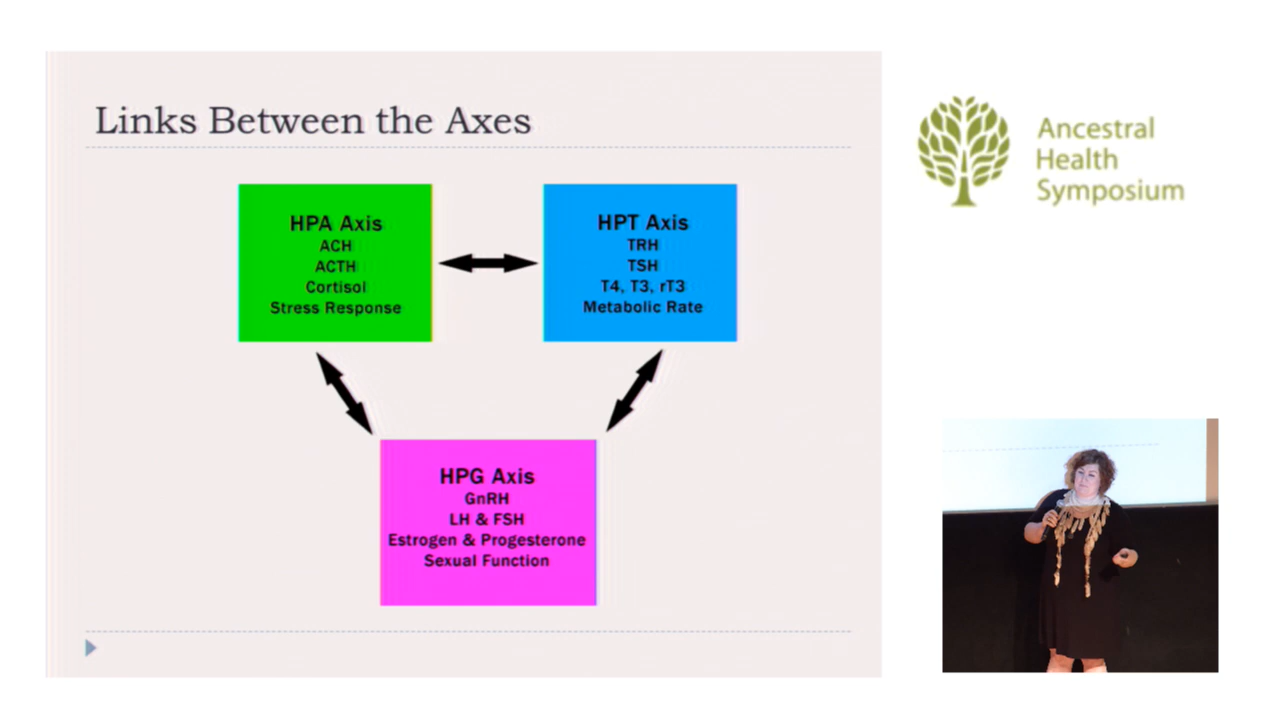 Links Between the Axes
HPA Axis
ACH
ACTH
Cortisol
Stress Response
HPT Axis
TRH
TSH
T4, T3, rT3
Metabolic Rate
HPG Axis
GnRH
LH & FSH
Estrogen & Progesterone
Sexual Function
Ancestral
Health
Symposium